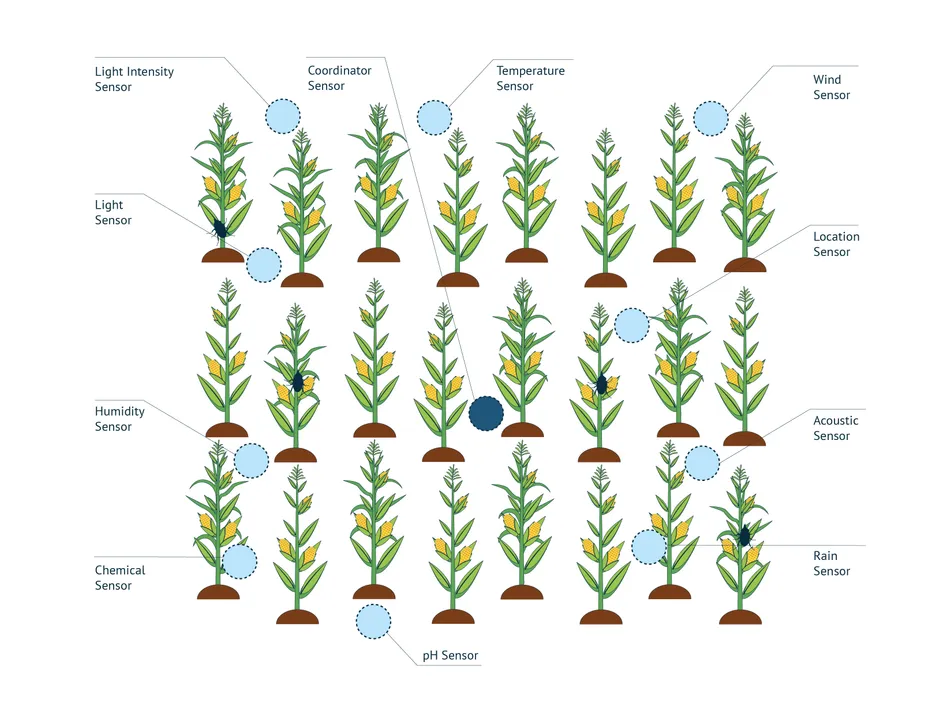 Light Intensity
Sensor
Coordinator
Sensor
Temperature
Sensor
Wind
Sensor
Light
Sensor
Location
Sensor
Humidity
Sensor
Acoustic
Sensor
Chemical
Sensor
Rain
Sensor
pH Sensor